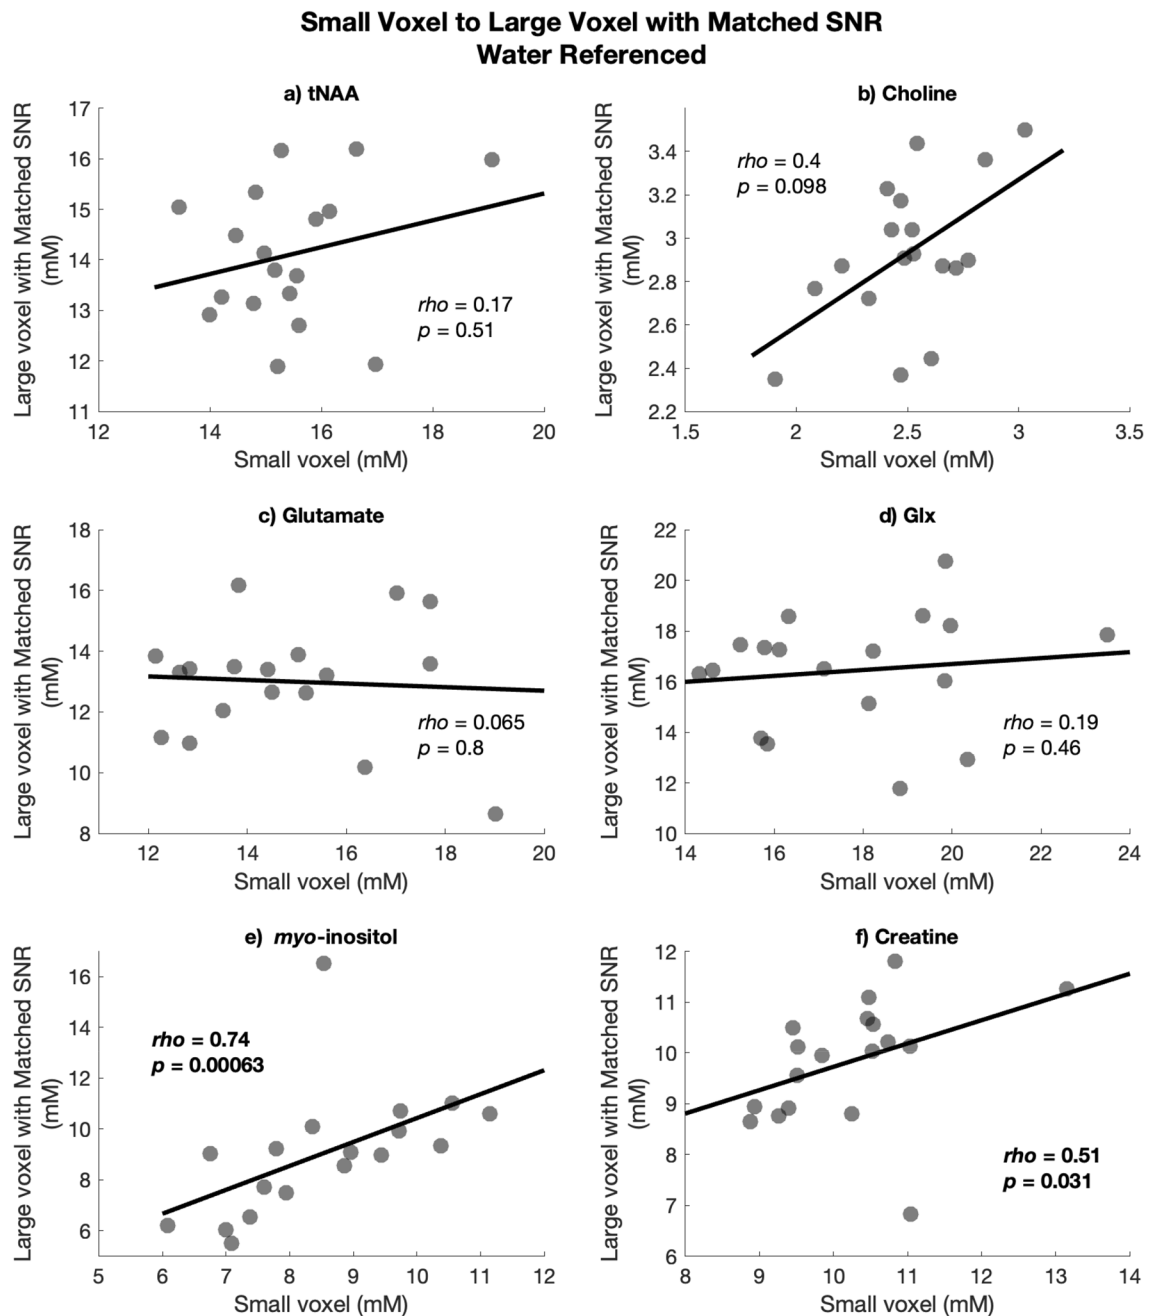 Small Voxel to Large Voxel with Matched SNR
Water Referenced
a) tNAA
Large voxel with Matched SNR
(mM)
17
16
15
14
13
12
11
rho = 0.17
p = 0.51
12 14 16 18 20
Small voxel (mM)
b) Choline
Large voxel with Matched SNR
(mM)
3.4
3.2
3
2.8
2.6
2.4
2.2
rho = 0.4
p = 0.098
1.5 2 2.5 3 3.5
Small voxel (mM)
c) Glutamate
Large voxel with Matched SNR
(mM)
18
16
14
12
10
8
rho = 0.065
p = 0.8
12 14 16 18 20
Small voxel (mM)
d) Glx
Large voxel with Matched SNR
(mM)
22
20
18
16
14
12
10
rho = 0.19
p = 0.46
14 16 18 20 22 24
Small voxel (mM)
e) myo-inositol
Large voxel with Matched SNR
(mM)
16
14
12
10
8
6
rho = 0.74
p = 0.00063
5 6 7 8 9 10 11 12
Small voxel (mM)
f) Creatine
Large voxel with Matched SNR
(mM)
12
11
10
9
8
7
6
rho = 0.51
p = 0.031
8 9 10 11 12 13 14
Small voxel (mM)